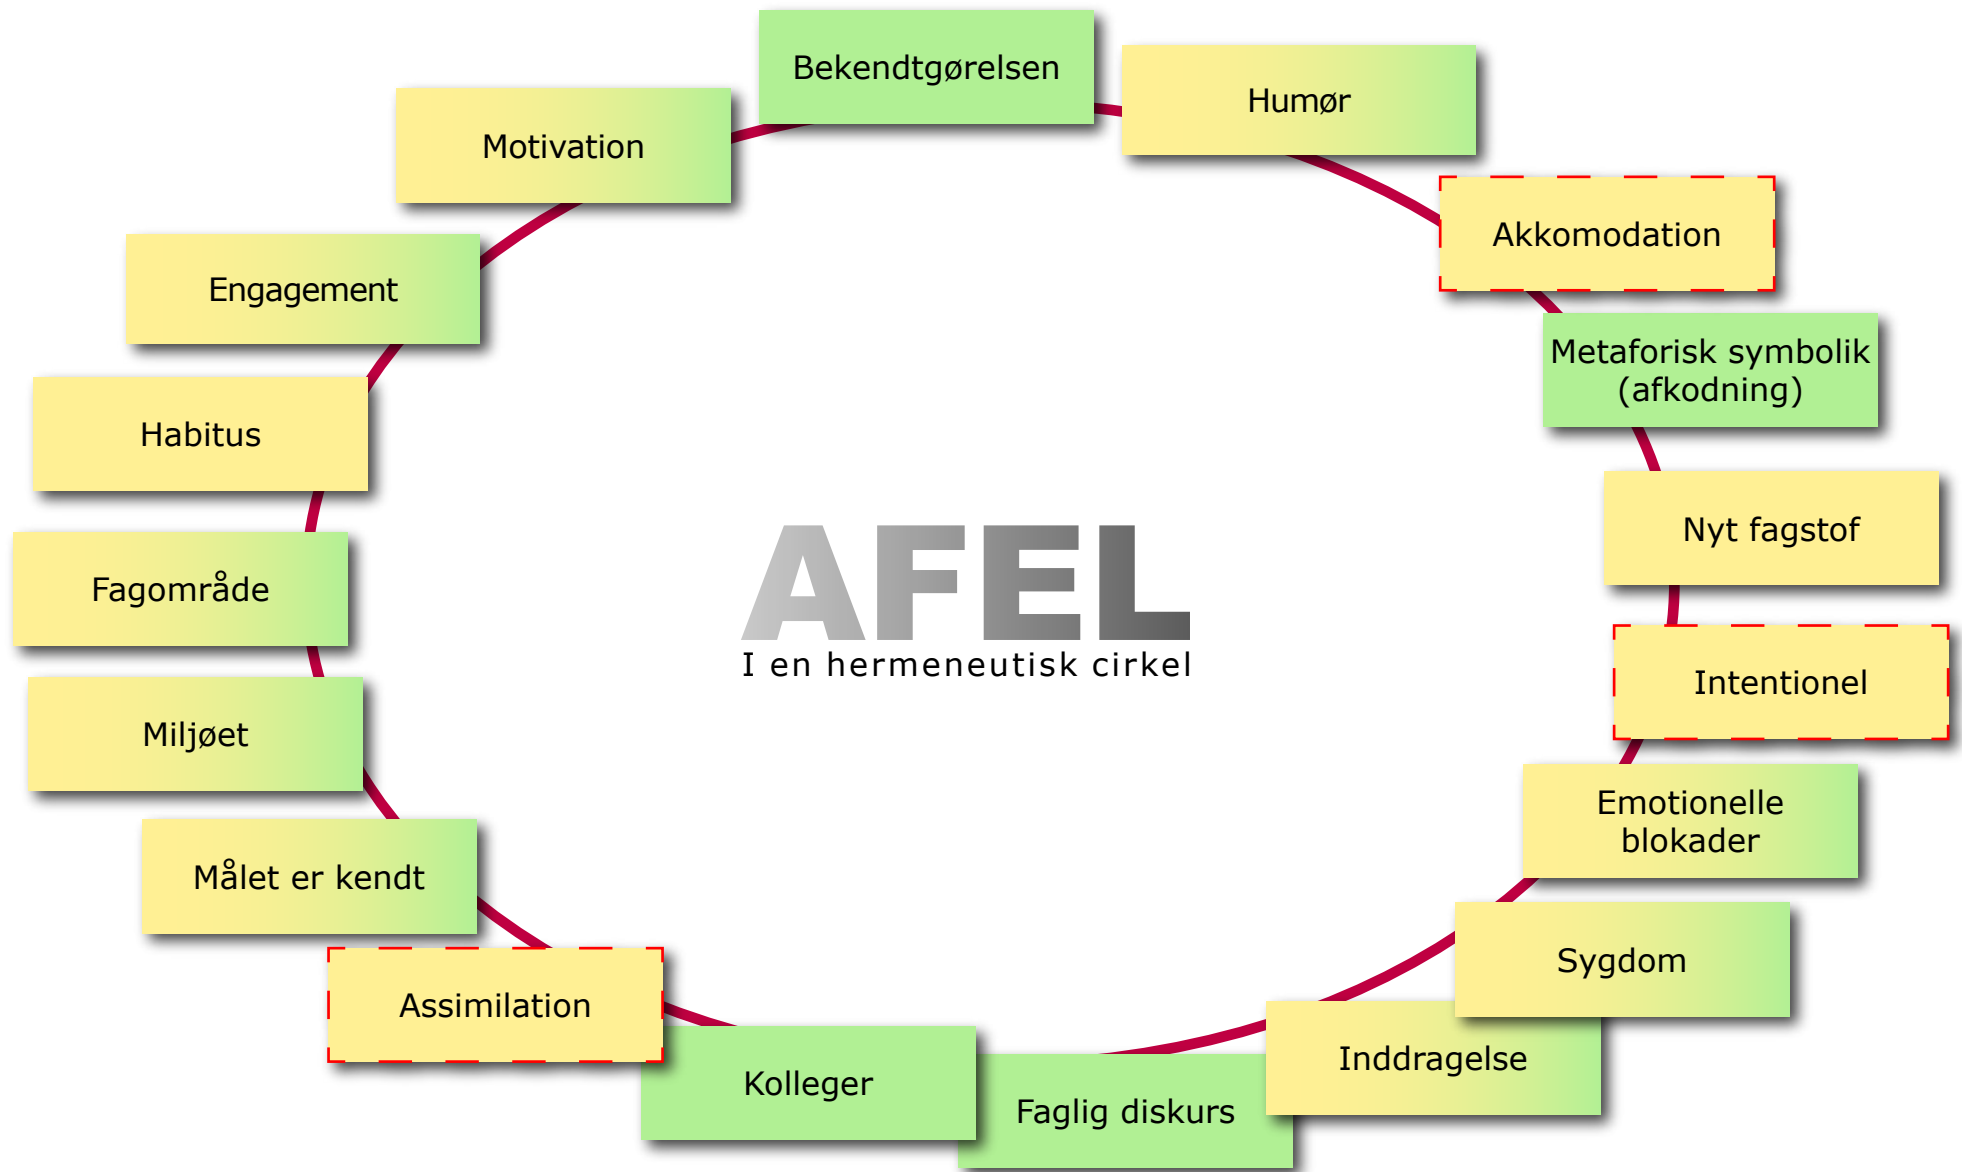 Bekendtgørelsen
Humør
Akkomodation
Metaforisk symbolik
(afkodning)
Nyt fagstof
Intentionel
Emotionelle
blokader
Sygdom
Inddragelse
Faglig diskurs
Kolleger
Assimilation
Målet er kendt
Miljøet
Fagområde
Habitus
Engagement
Motivation
AFEL
I en hermeneutisk cirkel